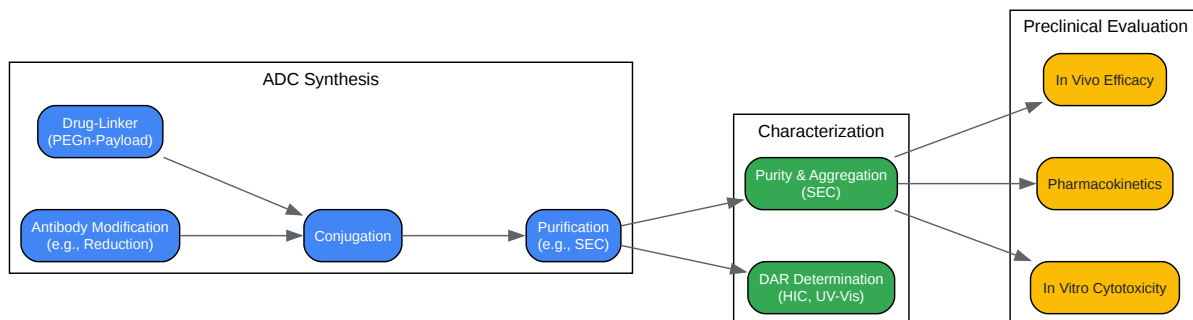 ADC Synthesis
Drug-Linker
(PEGn-Payload)
Antibody Modification
(e.g., Reduction)
Conjugation
Purification
(e.g., SEC)
Characterization
Purity & Aggregation
(SEC)
DAR Determination
(HIC, UV-Vis)
Preclinical Evaluation
In Vivo Efficacy
Pharmacokinetics
In Vitro Cytotoxicity